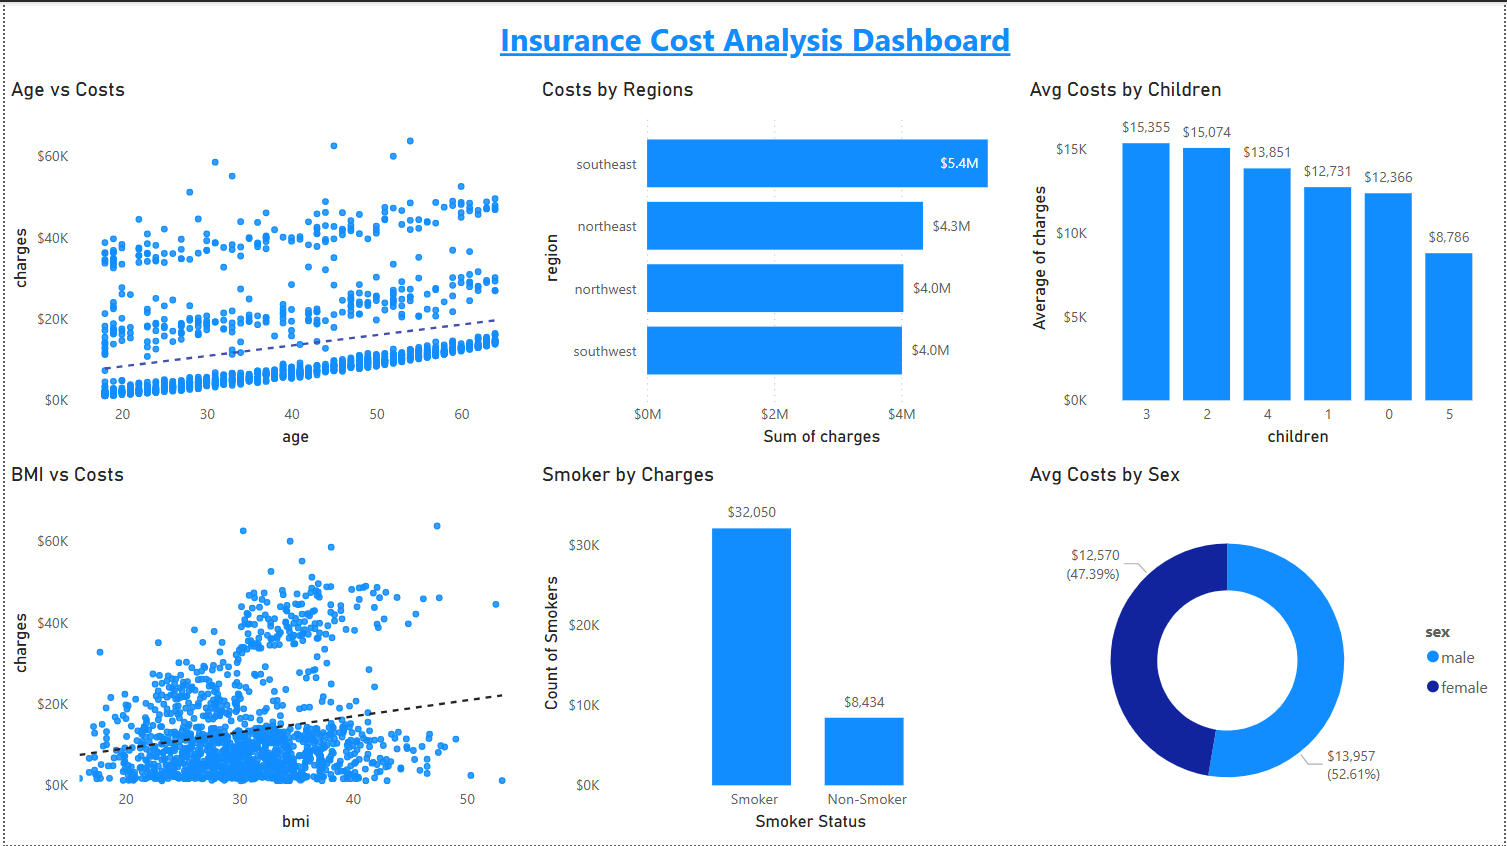 Insurance Cost Analysis Dashboard
Age vs Costs
$60K
$40K
$20K
$0K
charges
20 30 40 50 60
age
Costs by Regions
region
southeast $5.4M
northeast $4.3M
northwest $4.0M
southwest $4.0M
$0M $2M $4M
Sum of charges
Avg Costs by Children
Average of charges
$15K
$10K
$5K
$0K
$15,355 $15,074 $13,851 $12,731 $12,366 $8,786
3 2 4 1 0 5
children
BMI vs Costs
$60K
$40K
$20K
$0K
charges
20 30 40 50
bmi
Smoker by Charges
Count of Smokers
$30K
$20K
$10K
$0K
$32,050
$8,434
Smoker Non-Smoker
Smoker Status
Avg Costs by Sex
$12,570
(47.39%)
$13,957
(52.61%)
sex
male
female